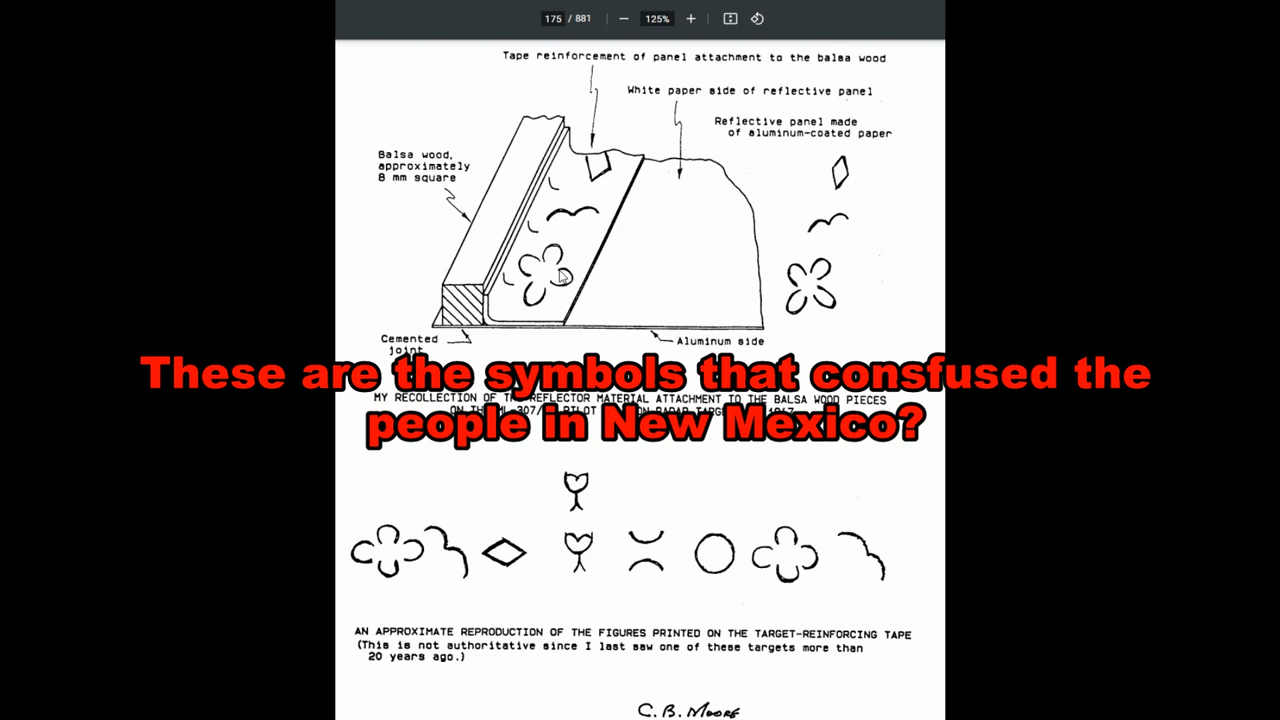 175 / 881
125%
Tape reinforcement of panel attachment to the balsa wood
White paper side of reflective panel
Reflective panel made
of aluminum-coated paper
Balsa wood,
approximately
8 mm square
Cemented
joint
Aluminum side
These are the symbols that consfused the
MY RECOLLECTION OF THE REFLECTOR MATERIAL ATTACHMENT TO THE BALSA WOOD PIECES
people in New Mexico?
AN APPROXIMATE REPRODUCTION OF THE FIGURES PRINTED ON THE TARGET-REINFORCING TAPE
(This is not authoritative since I last saw one of these targets more than
20 years ago.)
C.B. Moore